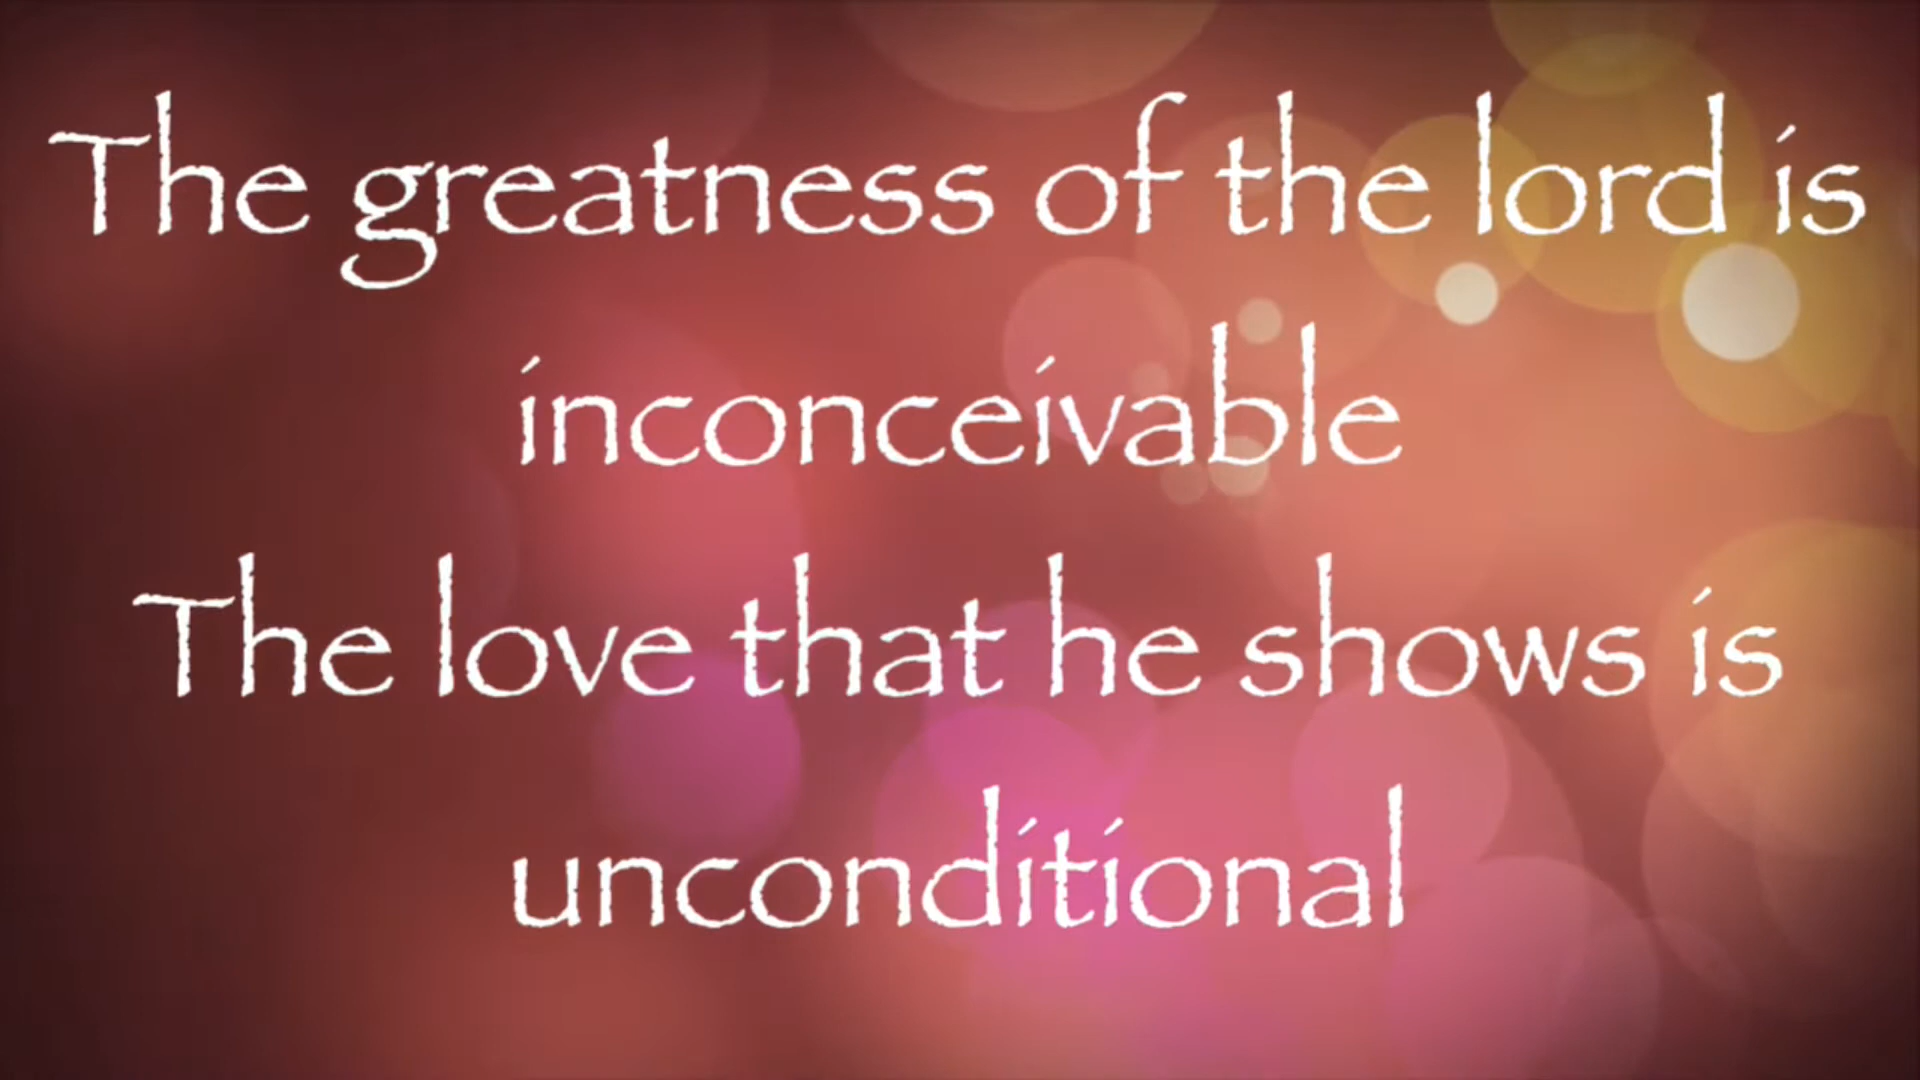 The greatness of the lord is
inconceivable
The love that he shows is
unconditional